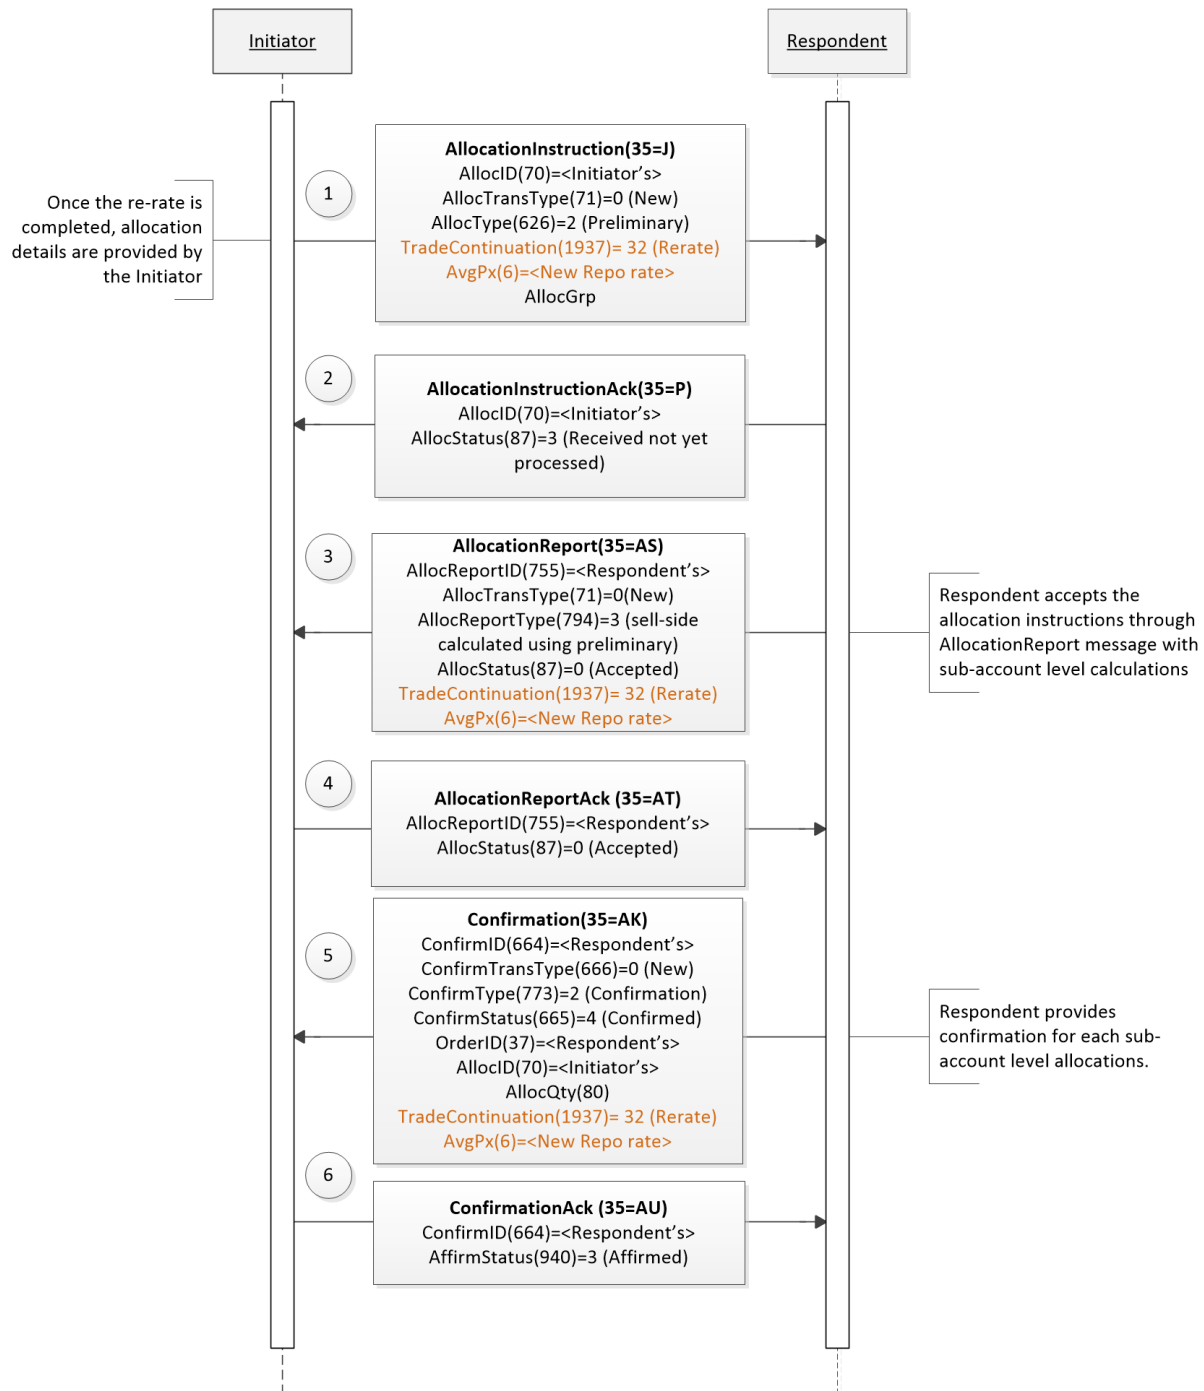 Initiator
Respondent
Once the re-rate is
completed, allocation
details are provided by
the Initiator
1
AllocationInstruction(35=J)
AllocID(70)=<Initiator’s>
AllocTransType(71)=0 (New)
AllocType(626)=2 (Preliminary)
TradeContinuation(1937)= 32 (Rerate)
AvgPx(6)=<New Repo rate>
AllocGrp
2
AllocationInstructionAck(35=P)
AllocID(70)=<Initiator’s>
AllocStatus(87)=3 (Received not yet
processed)
3
AllocationReport(35=AS)
AllocReportID(755)=<Respondent’s>
AllocTransType(71)=0(New)
AllocReportType(794)=3 (sell-side
calculated using preliminary)
AllocStatus(87)=0 (Accepted)
TradeContinuation(1937)= 32 (Rerate)
AvgPx(6)=<New Repo rate>
Respondent accepts the
allocation instructions through
AllocationReport message with
sub-account level calculations
4
AllocationReportAck (35=AT)
AllocReportID(755)=<Respondent’s>
AllocStatus(87)=0 (Accepted)
5
Confirmation(35=AK)
ConfirmID(664)=<Respondent’s>
ConfirmTransType(666)=0 (New)
ConfirmType(773)=2 (Confirmation)
ConfirmStatus(665)=4 (Confirmed)
OrderID(37)=<Respondent’s>
AllocID(70)=<Initiator’s>
AllocQty(80)
TradeContinuation(1937)= 32 (Rerate)
AvgPx(6)=<New Repo rate>
Respondent provides
confirmation for each sub-
account level allocations.
6
ConfirmationAck (35=AU)
ConfirmID(664)=<Respondent’s>
AffirmStatus(940)=3 (Affirmed)